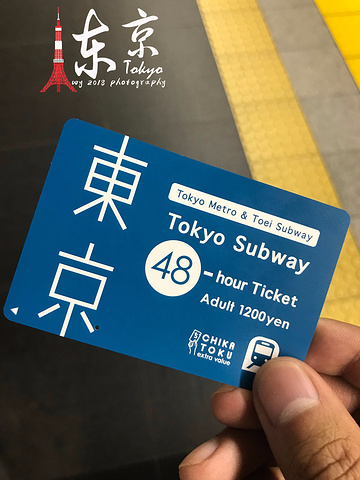 东京
Tokyo
wy 2018 photography
東京
Tokyo Metro & Toei Subway
Tokyo Subway
48-hour Ticket
Adult 1200yen
CHIKA
TOKU
extra value